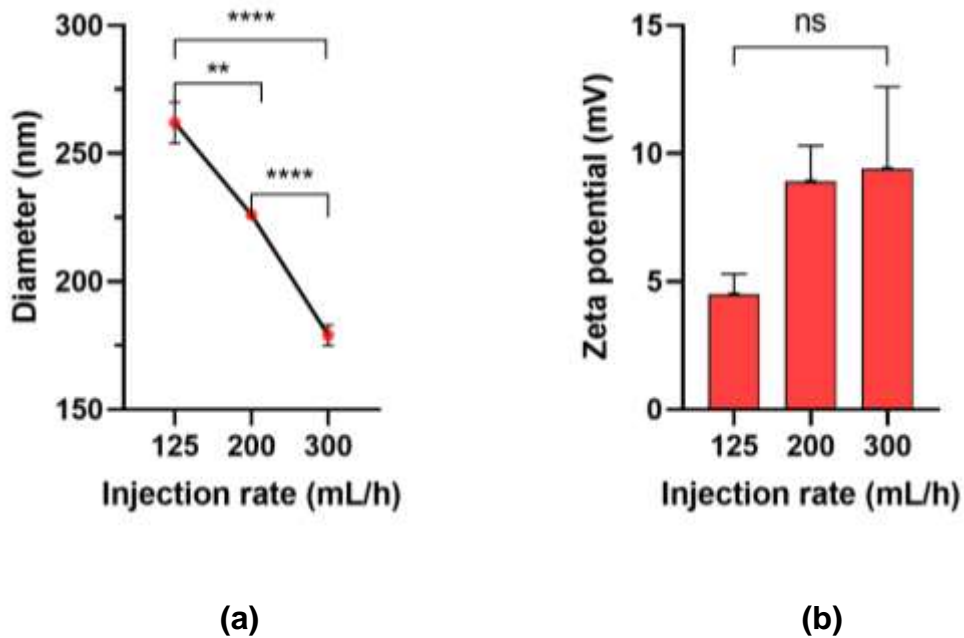 300
250
200
150
Diameter (nm)
****
**
****
125 200 300
Injection rate (mL/h)
(a)
15
10
5
0
Zeta potential (mV)
ns
125 200 300
Injection rate (mL/h)
(b)